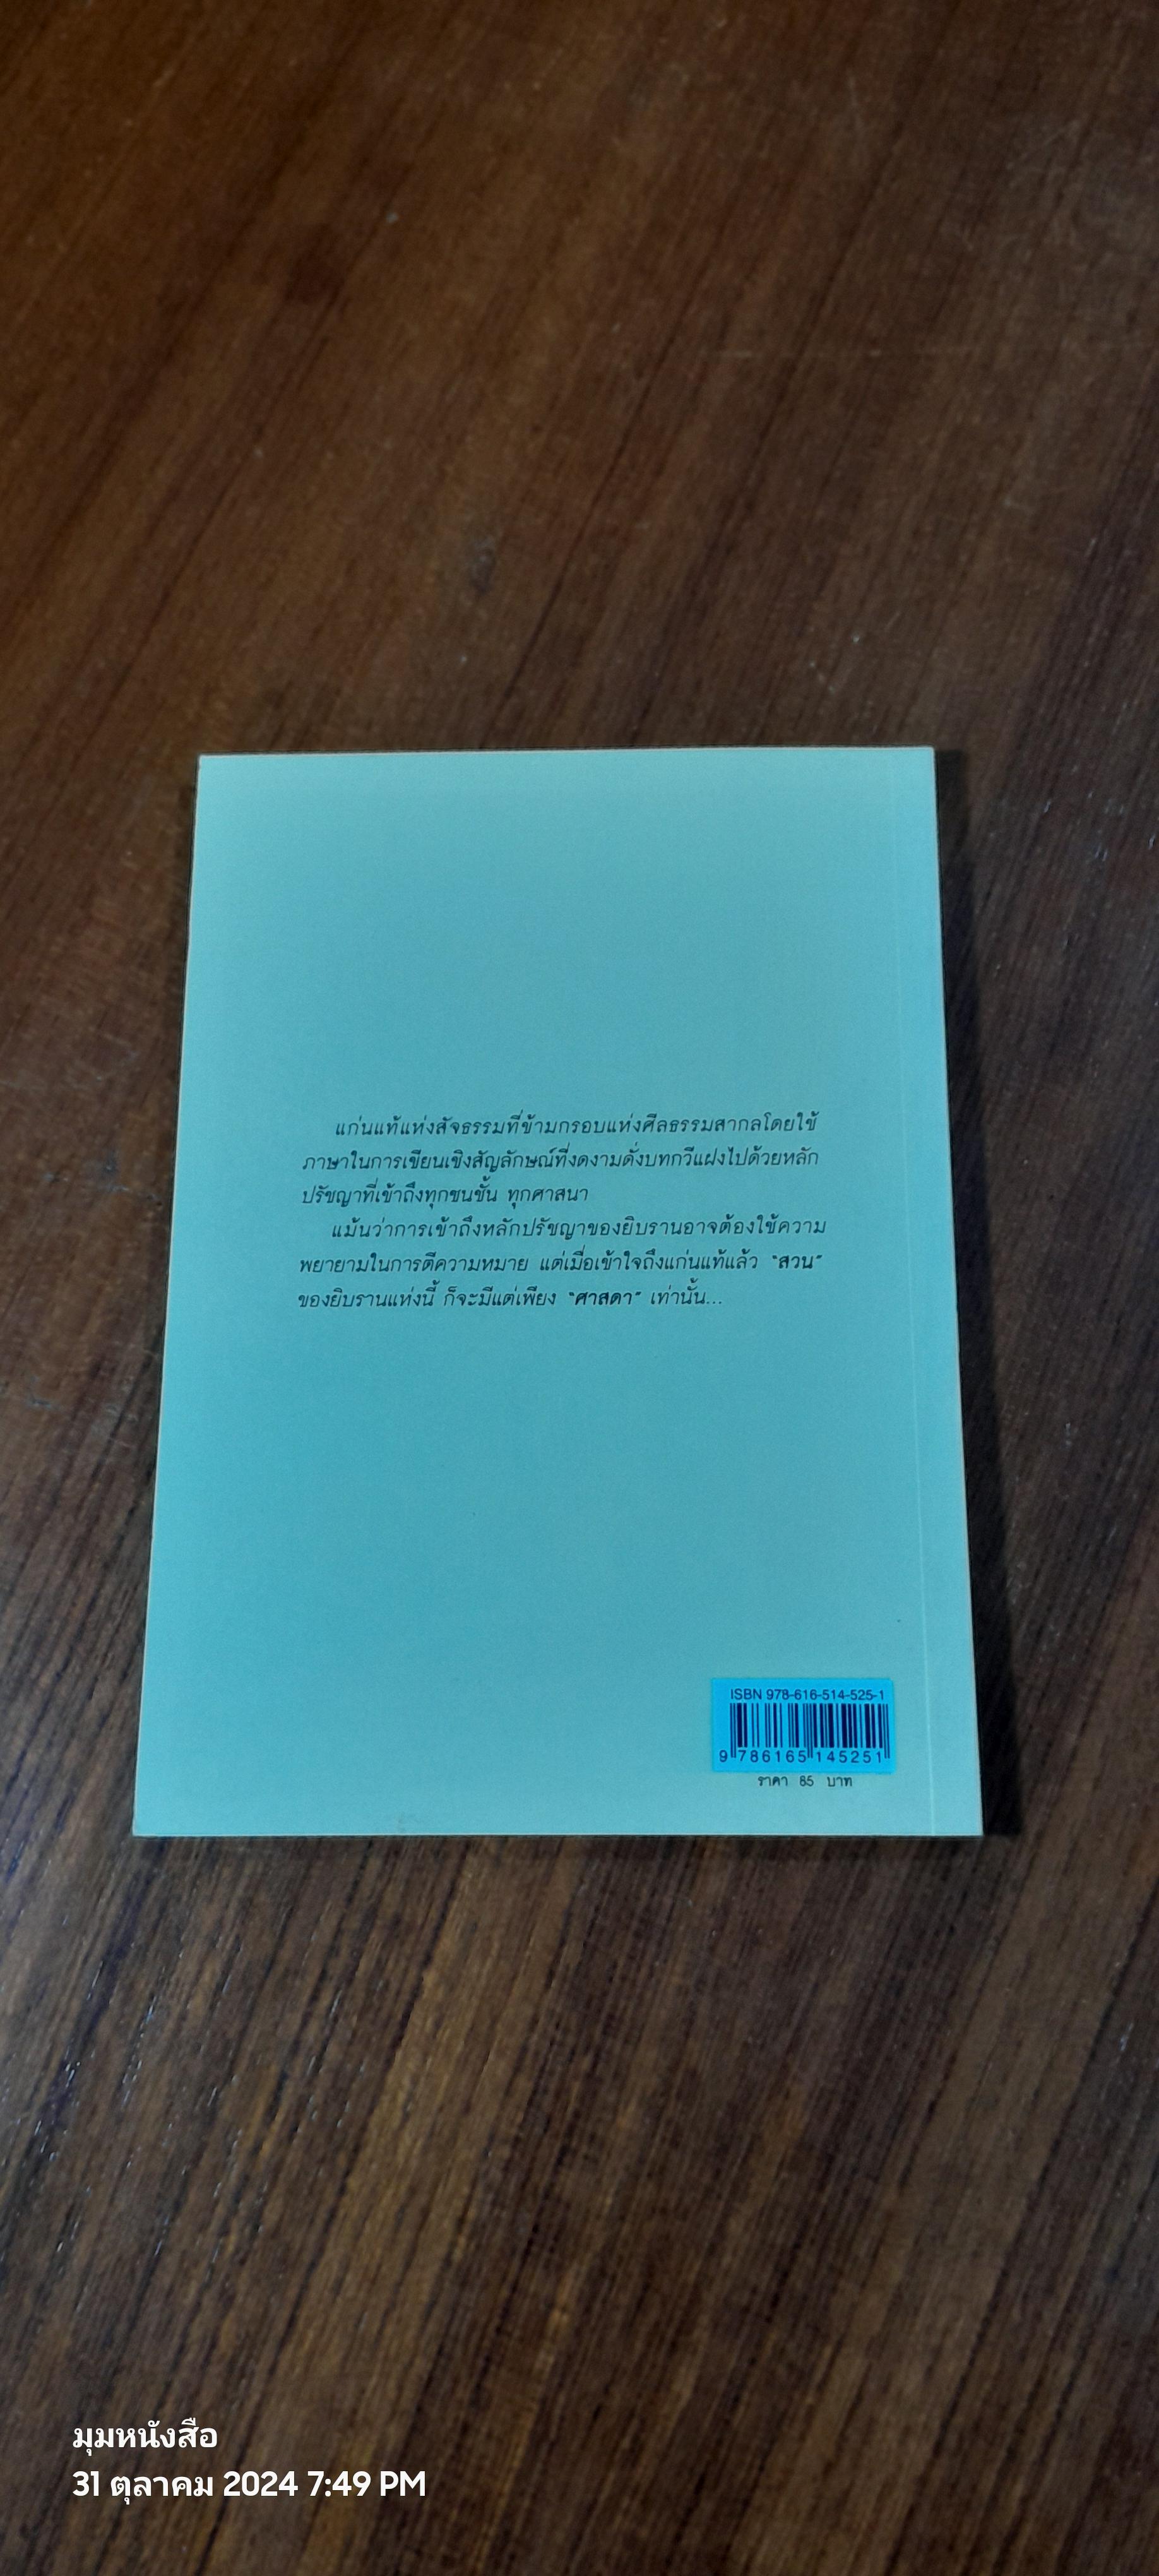 แก่นแท้แห่งสัจธรรมที่ข้ามกรอบแห่งศีลธรรมสากลโดยใช้
ภาษาในการเขียนเชิงสัญลักษณ์ที่งดงามดั่งบทกวีแฝงไปด้วยหลัก
ปรัชญาที่เข้าถึงทุกชนชั้น ทุกศาสนา
แม้นว่าการเข้าถึงหลักปรัชญาของยิบรานอาจต้องใช้ความ
พยายามในการตีความหมาย แต่เมื่อเข้าใจถึงแก่นแท้แล้ว "สวน"
ของยิบรานแห่งนี้ ก็จะมีแต่เพียง "ศาสดา" เท่านั้น...
ISBN 978-616-514-525-1
9 786165 145251
ราคา 85 บาท
มุมหนังสือ
31 ตุลาคม 2024 7:49 PM